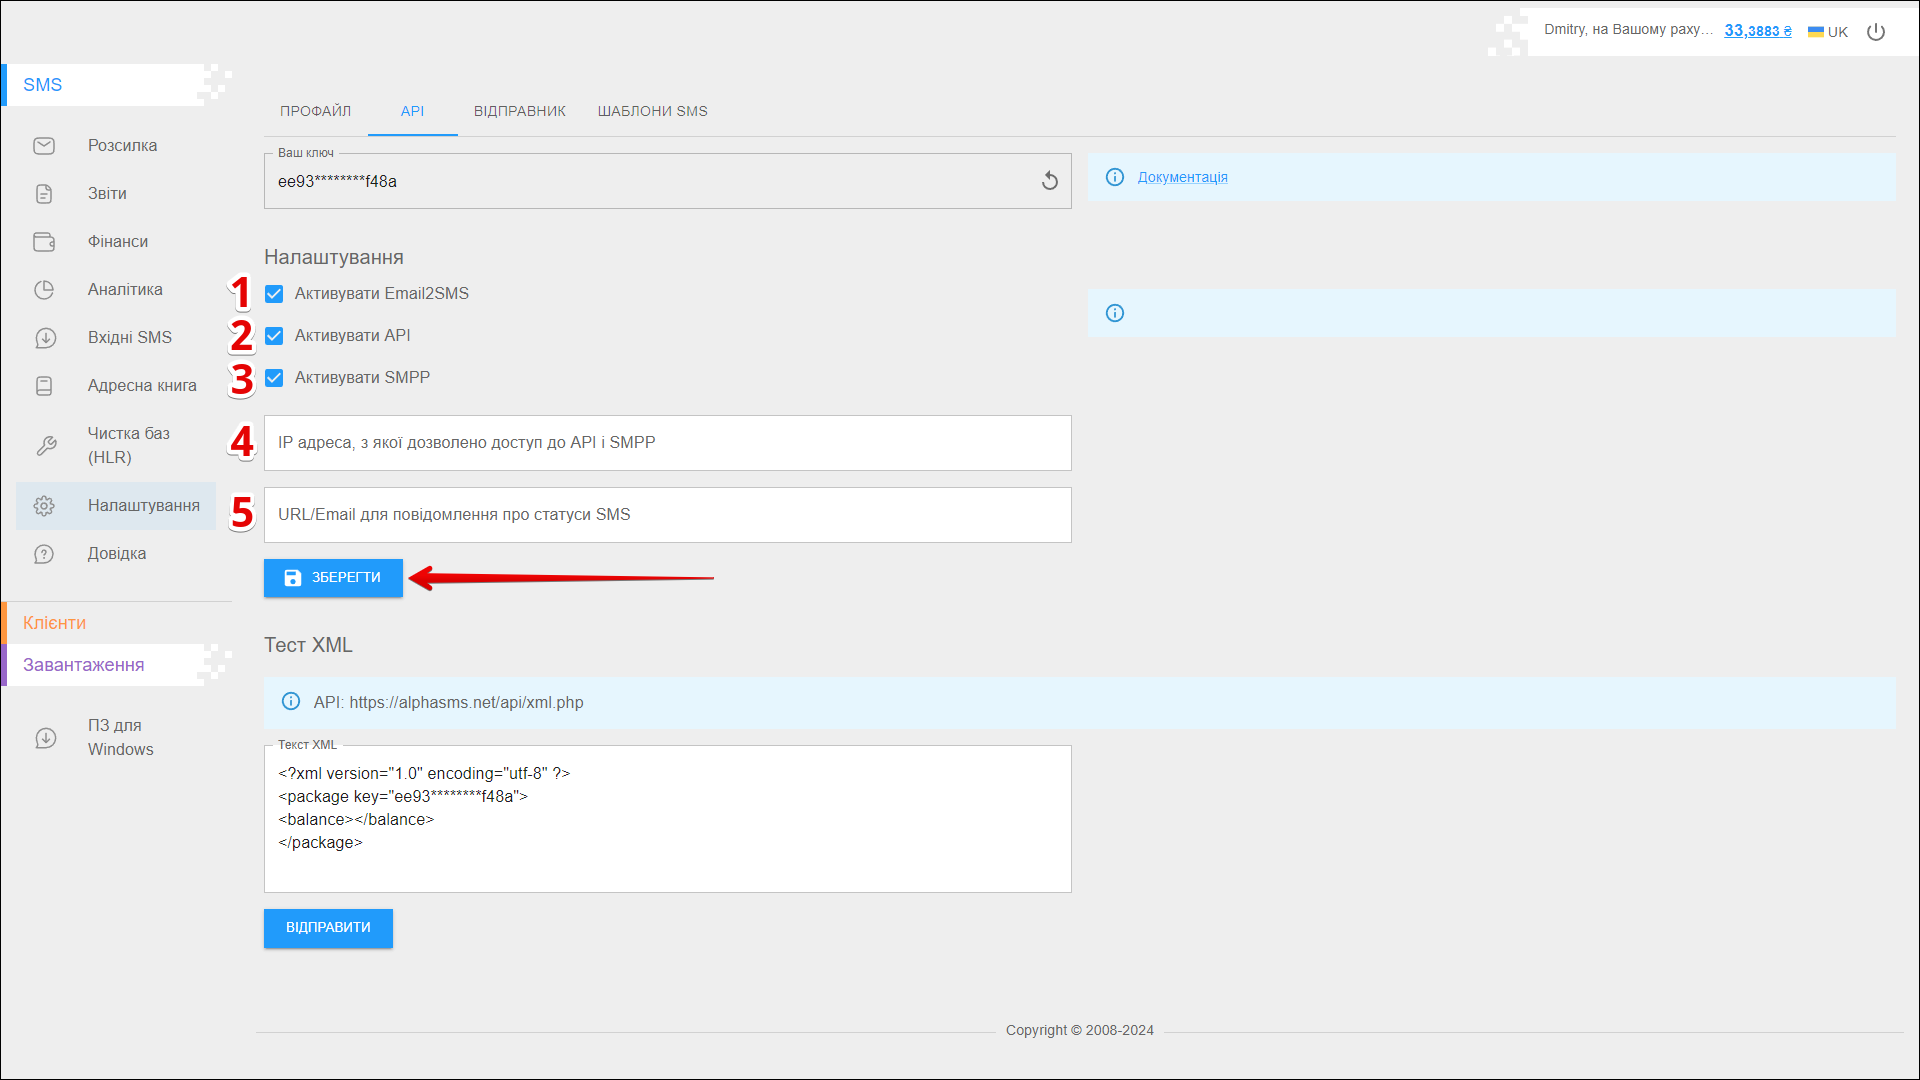 Dmitry, на Вашому раху... 33,3883 ₴ UK
SMS
Розсилка
Звіти
Фінанси
Аналітика
Вхідні SMS
Адресна книга
Чистка баз
(HLR)
Налаштування
Довідка
Клієнти
Завантаження
ПЗ для
Windows
ПРОФАЙЛ API ВІДПРАВНИК ШАБЛОНИ SMS
Ваш ключ
ee93********f48a
Документація
Налаштування
1 Активувати Email2SMS
2 Активувати API
3 Активувати SMPP
4 IP адреса, з якої дозволено доступ до API і SMPP
5 URL/Email для повідомлення про статуси SMS
ЗБЕРЕГТИ
Тест XML
API: https://alphasms.net/api/xml.php
Текст XML
<?xml version="1.0" encoding="utf-8" ?>
<package key="ee93********f48a">
<balance></balance>
</package>
ВІДПРАВИТИ
Copyright © 2008-2024